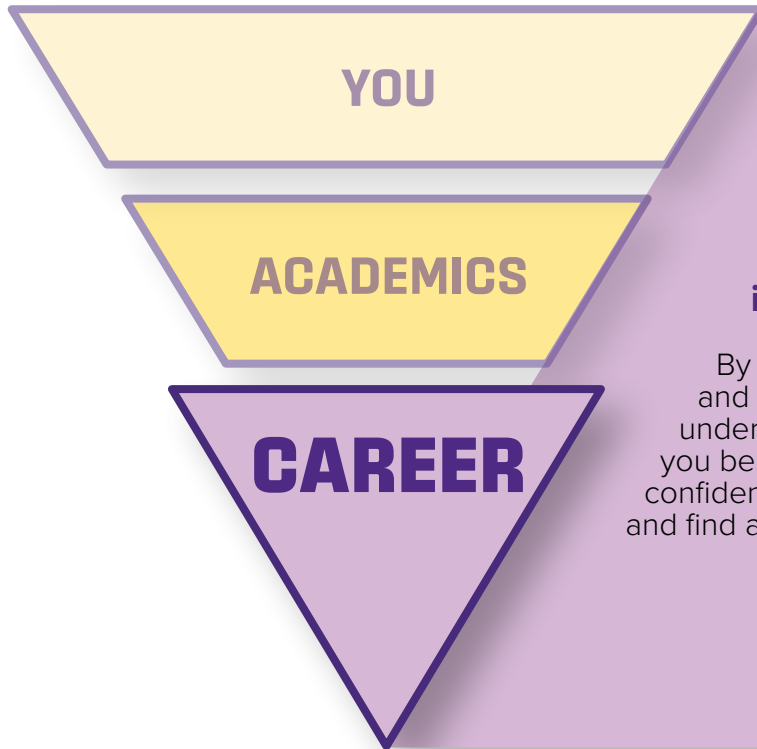 YOU
ACADEMICS
CAREER
By
and
under
you be
confiden
and find a